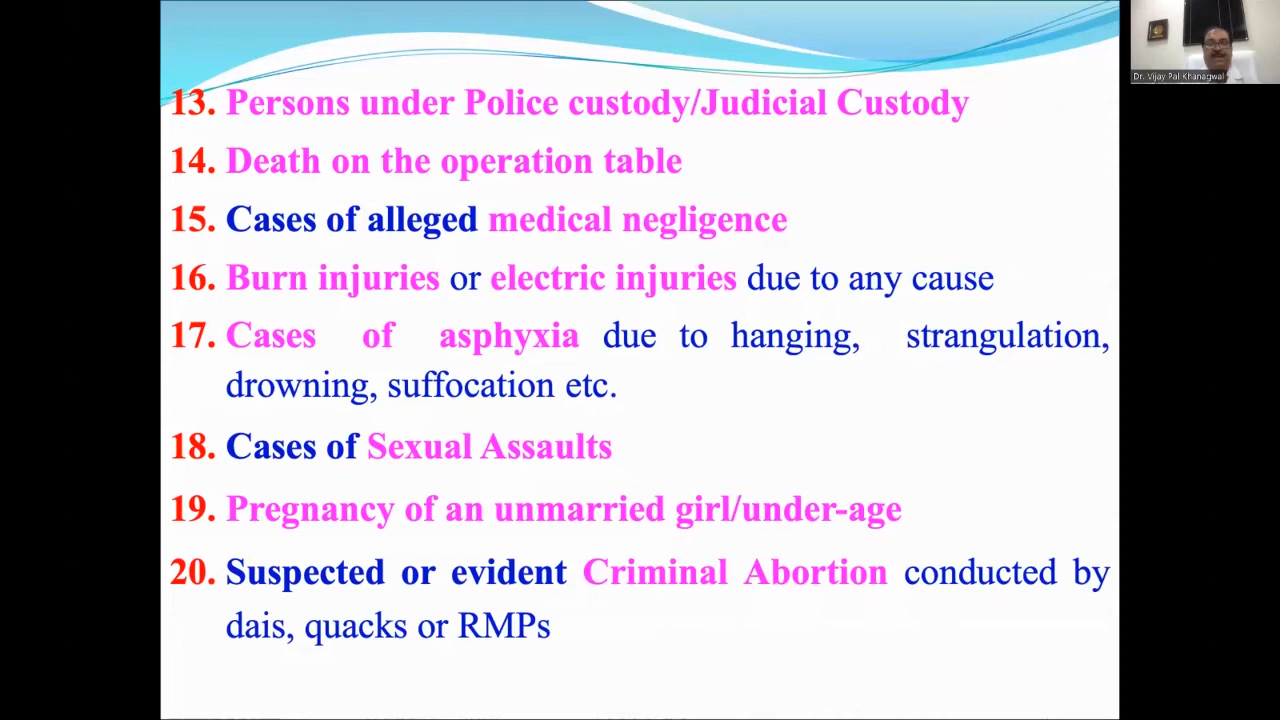 Dr. Vijay Pal Khanagwal
13. Persons under Police custody/Judicial Custody
14. Death on the operation table
15. Cases of alleged medical negligence
16. Burn injuries or electric injuries due to any cause
17. Cases of asphyxia due to hanging, strangulation,
drowning, suffocation etc.
18. Cases of Sexual Assaults
19. Pregnancy of an unmarried girl/under-age
20. Suspected or evident Criminal Abortion conducted by
dais, quacks or RMPs